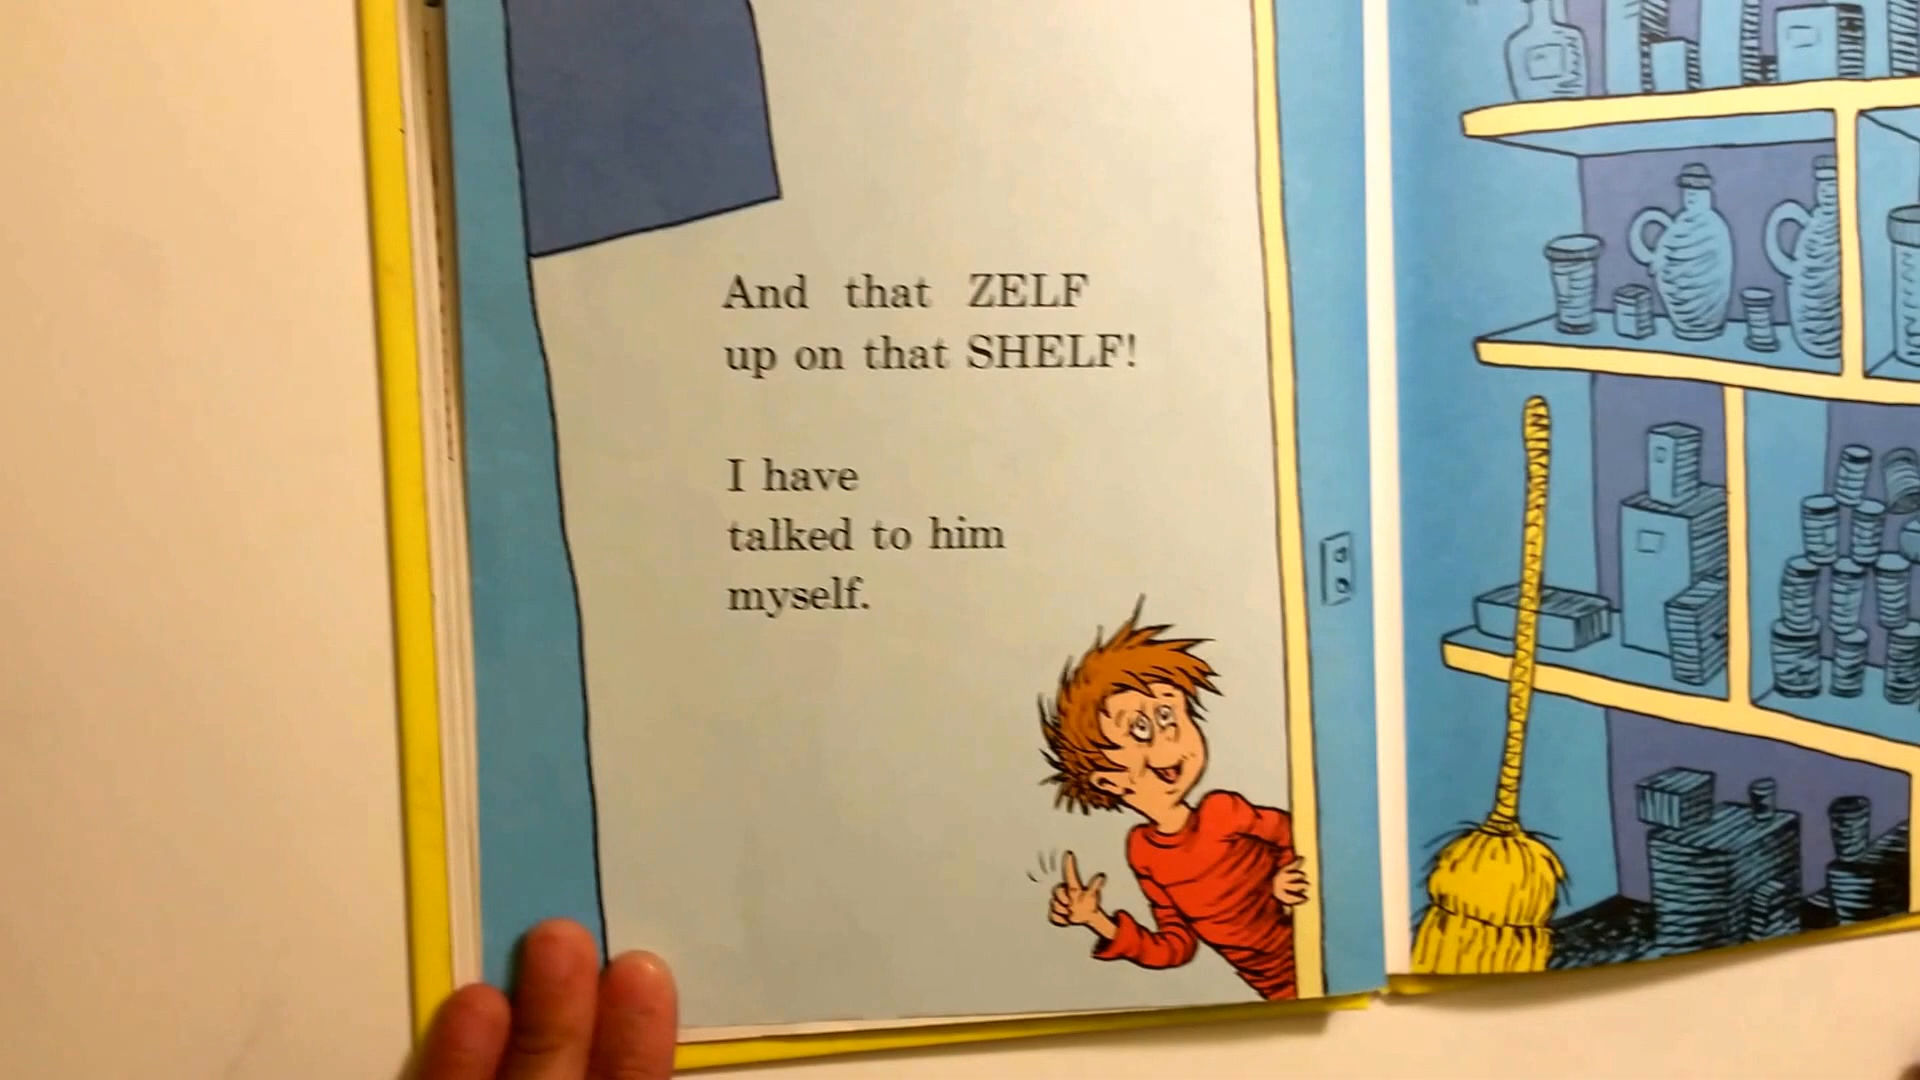 And that ZELF
up on that SHELF!
I have
talked to him
myself.